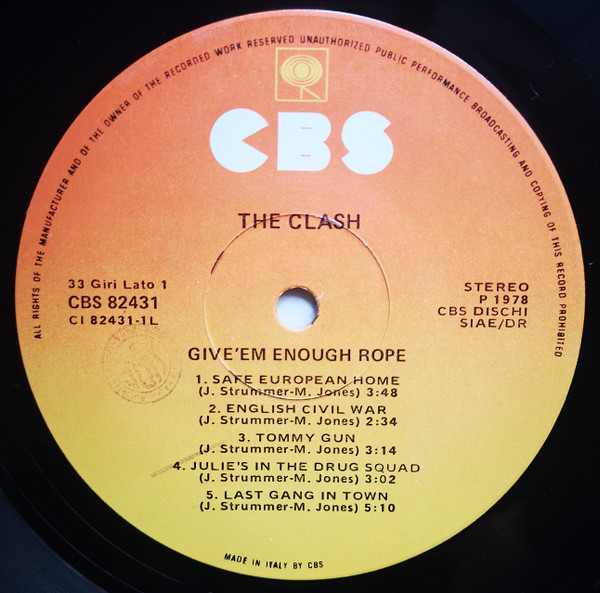 ALL RIGHTS OF THE MANUFACTURER AND OF THE OWNER OF THE RECORDED WORK RESERVED UNAUTHORIZED PUBLIC PERFORMANCE BROADCASTING AND COPYING OF THIS RECORD PROHIBITED
CBS
THE CLASH
33 Giri Lato 1
CBS 82431
CI 82431-1L
STEREO
P 1978
CBS DISCHI
SIAE/DR
GIVE'EM ENOUGH ROPE
1. SAFE EUROPEAN HOME
(J. Strummer-M. Jones) 3:48
2. ENGLISH CIVIL WAR
(J. Strummer-M. Jones) 2:34
3. TOMMY GUN
(J. Strummer-M. Jones) 3:14
4. JULIE'S IN THE DRUG SQUAD
(J. Strummer-M. Jones) 3:02
5. LAST GANG IN TOWN
(J. Strummer-M. Jones) 5:10
MADE IN ITALY BY CBS